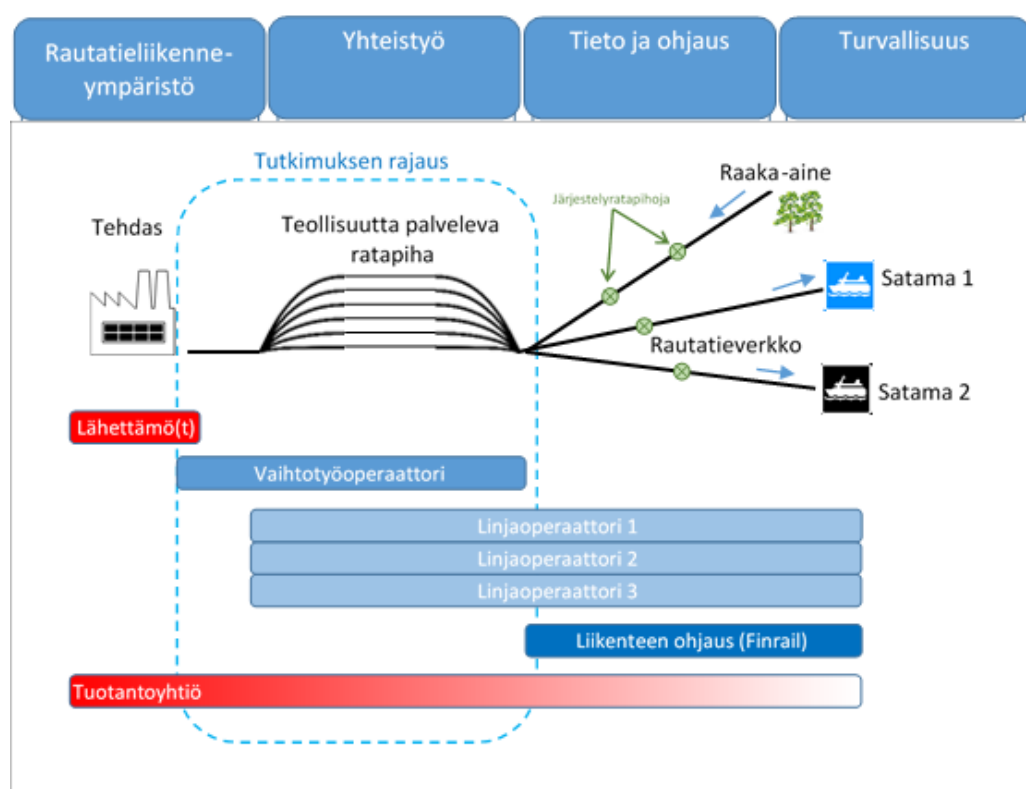 Rautatieliikenne-
ympäristö
Yhteistyö
Tieto ja ohjaus
Turvallisuus
Tutkimuksen rajaus
Raaka-aine
Järjestelyratapihoja
Tehdas
Teollisuutta palveleva
ratapiha
Satama 1
Rautatieverkko
Satama 2
Lähettämö(t)
Vaihtotyöoperaattori
Linjaoperaattori 1
Linjaoperaattori 2
Linjaoperaattori 3
Liikenteen ohjaus (Finrail)
Tuotantoyhtiö